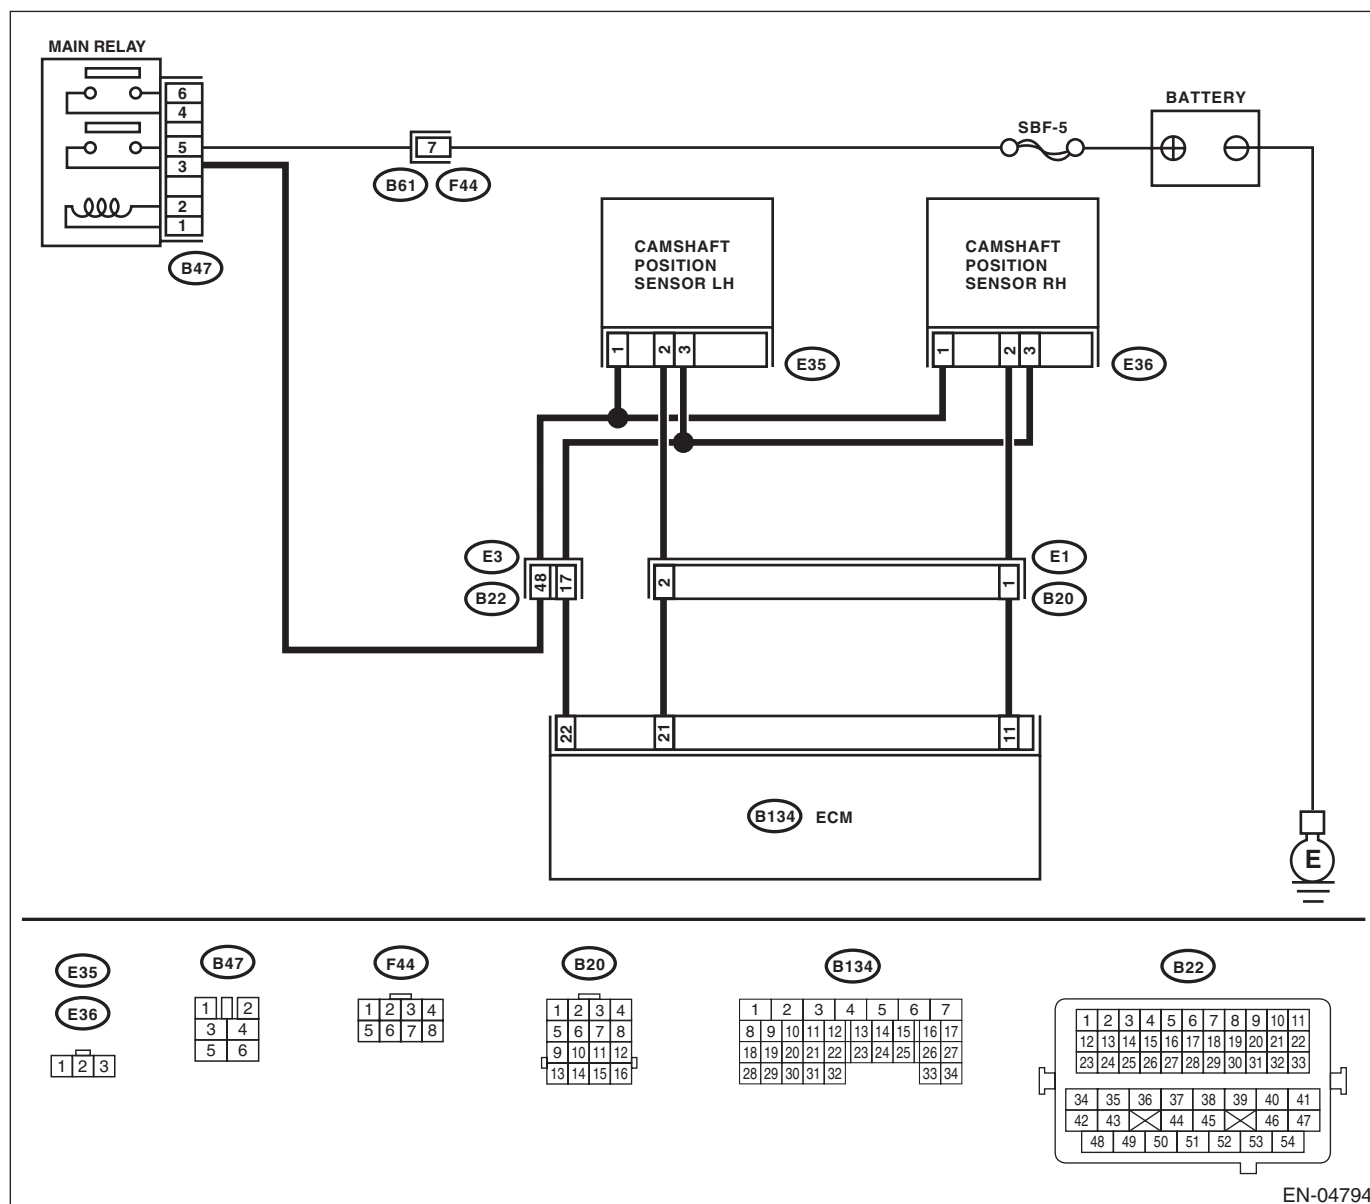 MAIN RELAY
6
4
5
3
2
1
B47
7
B61 F44
SBF-5
BATTERY
CAMSHAFT
POSITION
SENSOR LH
1 2 3
E35
CAMSHAFT
POSITION
SENSOR RH
1 2 3
E36
E3
B22
48 17
2 1
E1
B20
22 21 11
B134 ECM
E
E35
E36
1 2 3
B47
1 2
3 4
5 6
F44
1 2 3 4
5 6 7 8
B20
1 2 3 4
5 6 7 8
9 10 11 12
13 14 15 16
B134
1 2 3 4 5 6 7
8 9 10 11 12 13 14 15 16 17
18 19 20 21 22 23 24 25 26 27
28 29 30 31 32 33 34
B22
1 2 3 4 5 6 7 8 9 10 11
12 13 14 15 16 17 18 19 20 21 22
23 24 25 26 27 28 29 30 31 32 33
34 35 36 37 38 39 40 41
42 43 44 45 46 47
48 49 50 51 52 53 54
EN-04794